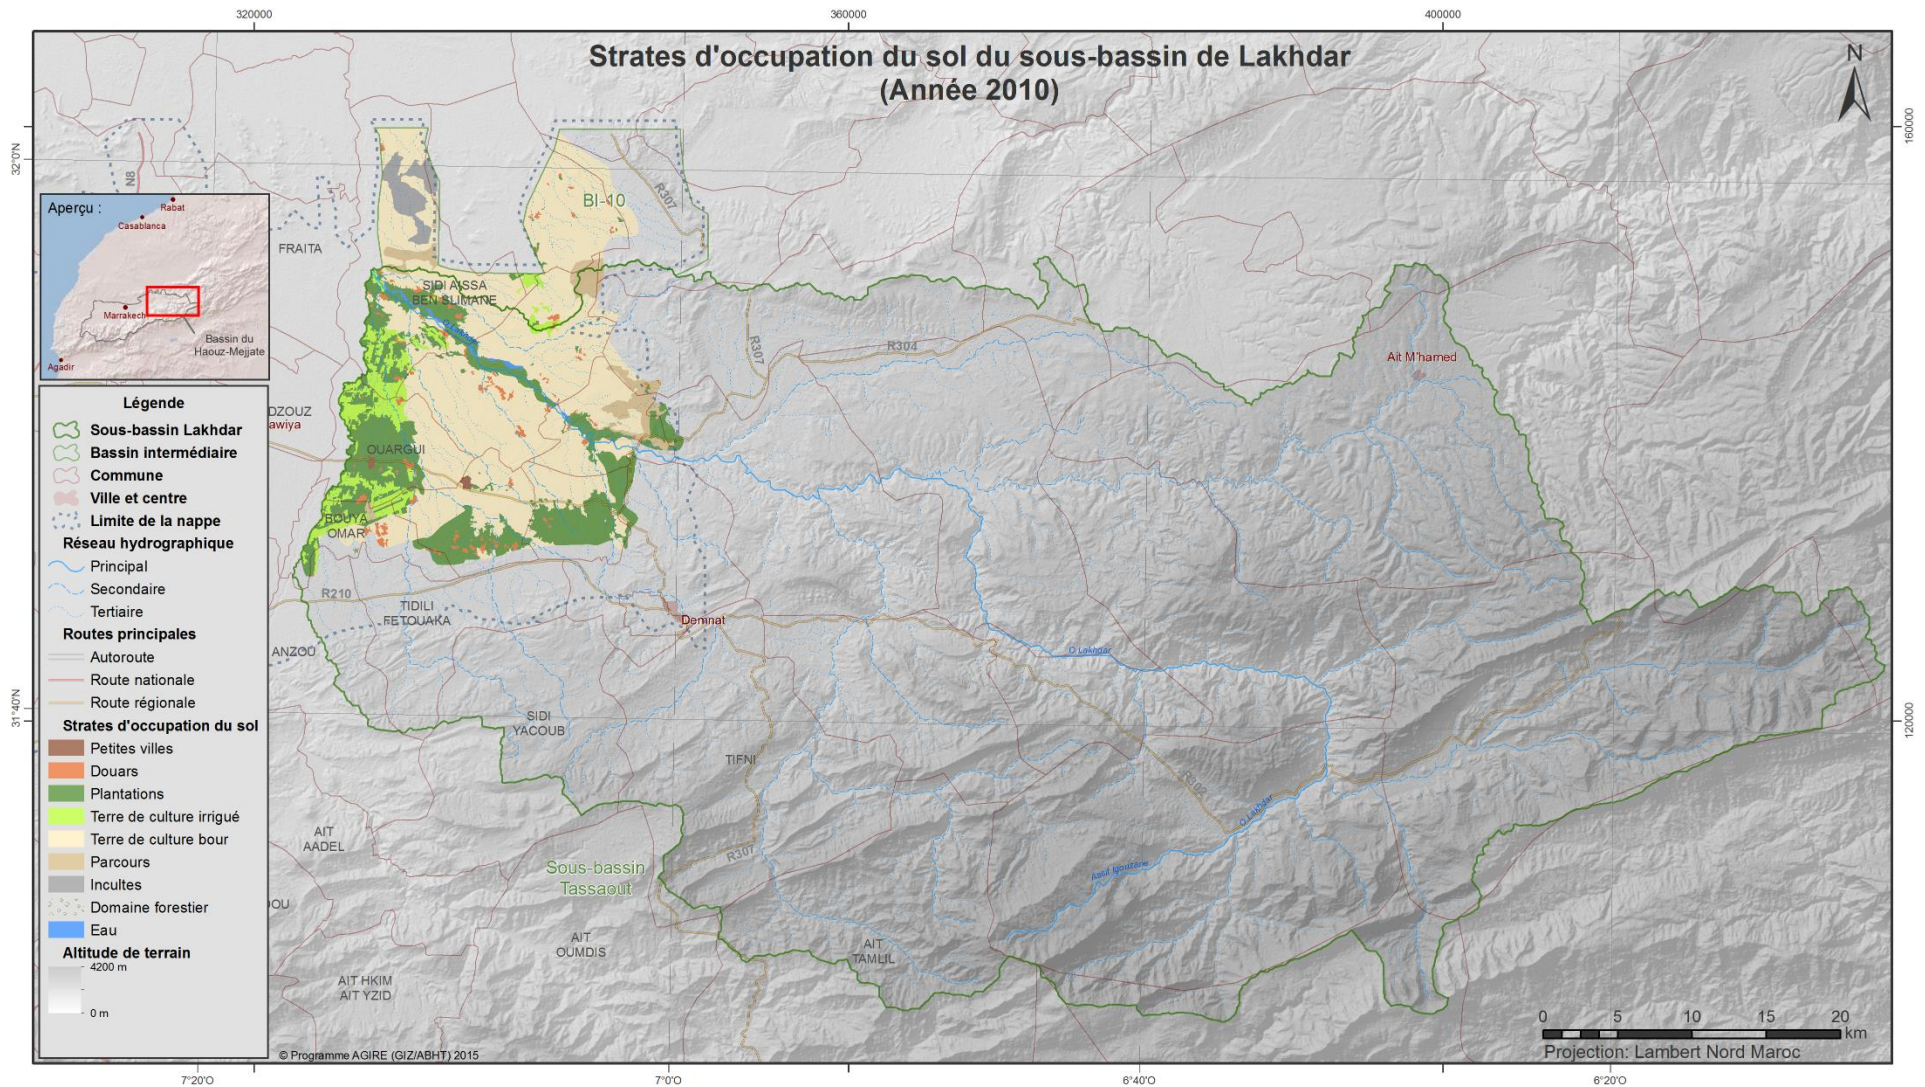 320000
360000
400000
Strates d'occupation du sol du sous-bassin de Lakhdar
(Année 2010)
N
160000
120000
32°0'N
31°40'N
N8
Aperçu :
Rabat
Casablanca
Marrakech
Agadir
Bassin du
Haouz-Mejjate
FRAITA
BI-10
R307
SIDI AISSA
BEN SLIMANE
O Lakhdar
R307
R304
Ait M'hamed
DZOUZ
awiya
OUARGUI
BOUYA
OMAR
R210
TIDILI
FETOUAKA
Demnat
ANZOU
O Lakhdar
SIDI
YACOUB
TIFNI
R302
O Lakhdar
AIT
AADEL
R307
Sous-bassin
Tassaout
OU
AIT
OUMDIS
AIT
TAMLIL
AIT HKIM
AIT YZID
Légende
Sous-bassin Lakhdar
Bassin intermédiaire
Commune
Ville et centre
Limite de la nappe
Réseau hydrographique
Principal
Secondaire
Tertiaire
Routes principales
Autoroute
Route nationale
Route régionale
Strates d'occupation du sol
Petites villes
Douars
Plantations
Terre de culture irrigué
Terre de culture bour
Parcours
Incultes
Domaine forestier
Eau
Altitude de terrain
4200 m
0 m
© Programme AGIRE (GIZ/ABHT) 2015
0 5 10 15 20
km
Projection: Lambert Nord Maroc
7°20'O
7°0'O
6°40'O
6°20'O